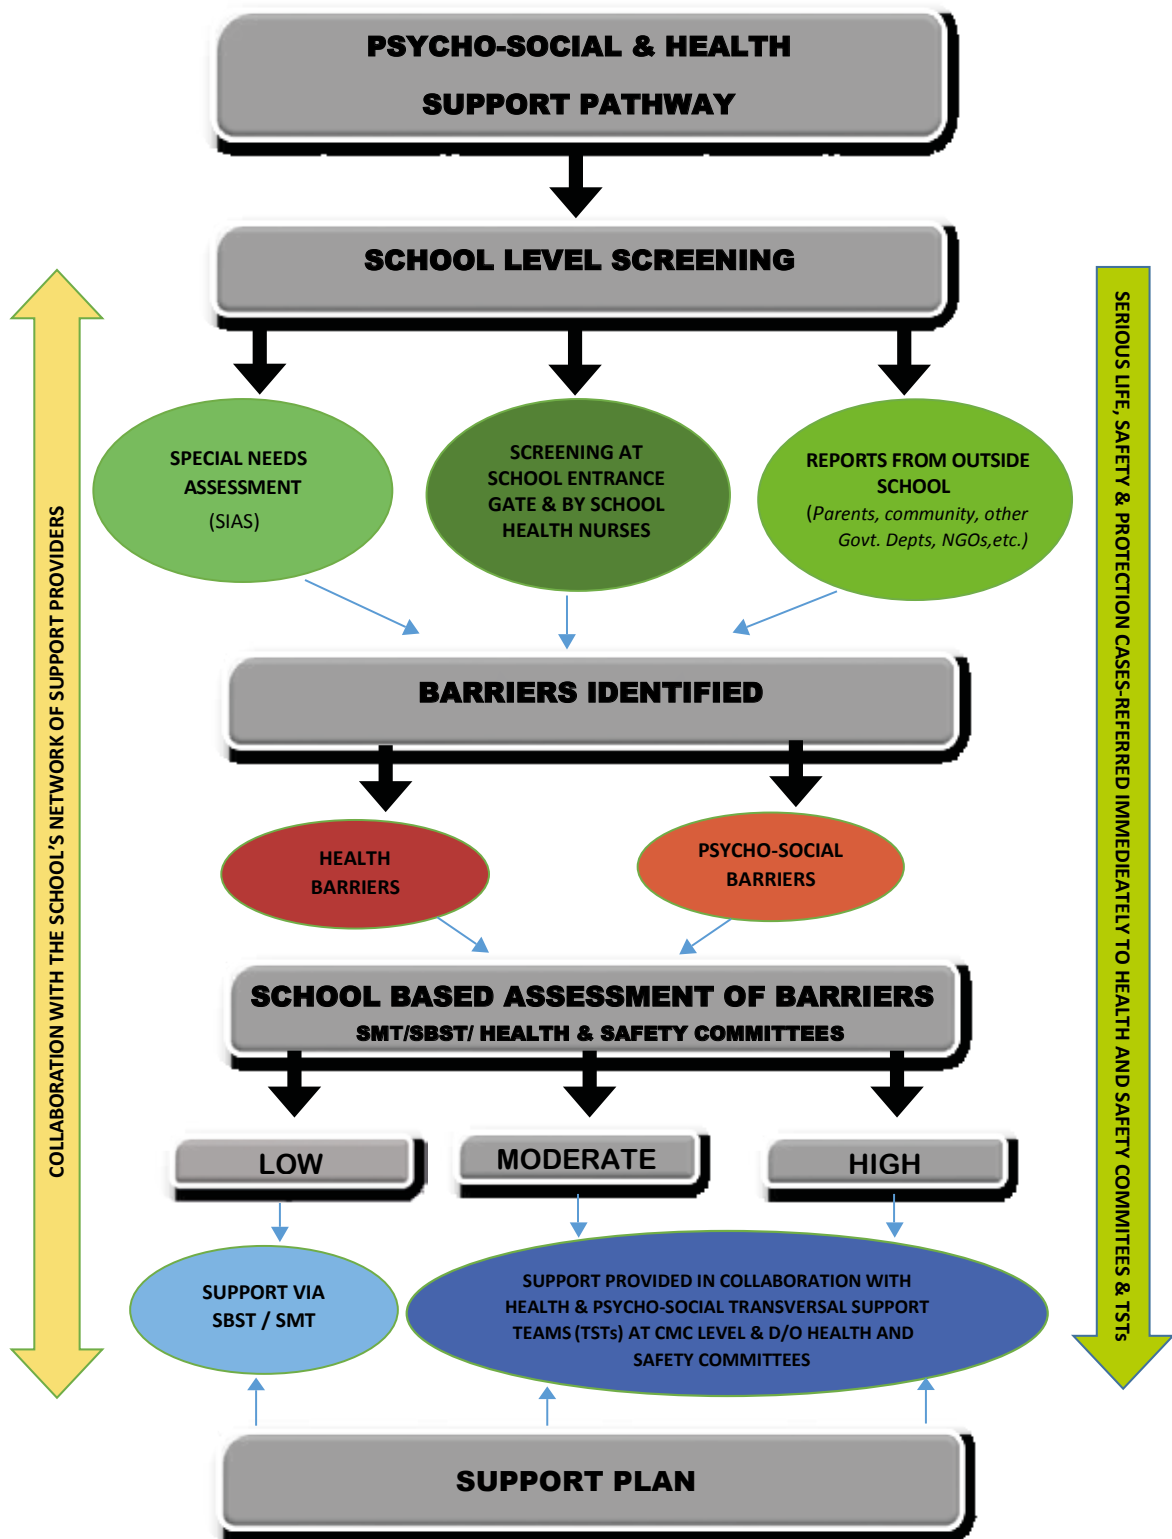 PSYCHO-SOCIAL & HEALTH
SUPPORT PATHWAY
SCHOOL LEVEL SCREENING
SPECIAL NEEDS
ASSESSMENT
(SIAS)
SCREENING AT
SCHOOL ENTRANCE
GATE & BY SCHOOL
HEALTH NURSES
REPORTS FROM OUTSIDE
SCHOOL
(Parents, community, other
Govt. Depts, NGOs,etc.)
BARRIERS IDENTIFIED
HEALTH
BARRIERS
PSYCHO-SOCIAL
BARRIERS
SCHOOL BASED ASSESSMENT OF BARRIERS
SMT/SBST/ HEALTH & SAFETY COMMITTEES
LOW
MODERATE
HIGH
SUPPORT VIA
SBST / SMT
SUPPORT PROVIDED IN COLLABORATION WITH
HEALTH & PSYCHO-SOCIAL TRANSVERSAL SUPPORT
TEAMS (TSTs) AT CMC LEVEL & D/O HEALTH AND
SAFETY COMMITTEES
SUPPORT PLAN
COLLABORATION WITH THE SCHOOL'S NETWORK OF SUPPORT PROVIDERS
SERIOUS LIFE, SAFETY & PROTECTION CASES-REFERRED IMMEDIEATELY TO HEALTH AND SAFETY COMMITEES & TSTs